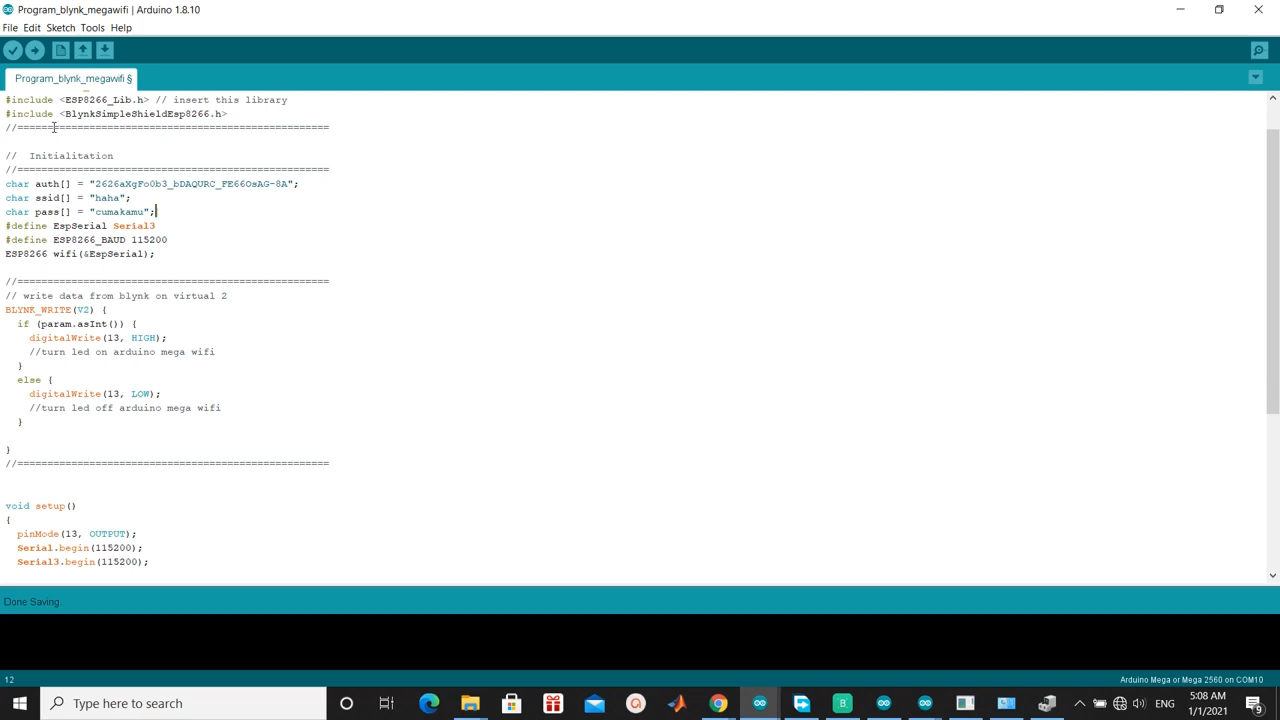 Program_blynk_megawifi | Arduino 1.8.10
File Edit Sketch Tools Help
Program_blynk_megawifi §
#include <ESP8266_Lib.h> // insert this library
#include <BlynkSimpleShieldEsp8266.h>
//====================================================
//  Initialitation
//====================================================
char auth[] = "2626aXgFo0b3_bDAQURC_FE66OsAG-8A";
char ssid[] = "haha";
char pass[] = "cumakamu";
#define EspSerial Serial3
#define ESP8266_BAUD 115200
ESP8266 wifi(&EspSerial);
//====================================================
// write data from blynk on virtual 2
BLYNK_WRITE(V2) {
if (param.asInt()) {
digitalWrite(13, HIGH);
//turn led on arduino mega wifi
}
else {
digitalWrite(13, LOW);
//turn led off arduino mega wifi
}
}
//====================================================
void setup()
{
pinMode(13, OUTPUT);
Serial.begin(115200);
Serial3.begin(115200);
Done Saving.
12
Arduino Mega or Mega 2560 on COM10
Type here to search
ENG
5:08 AM
1/1/2021
9